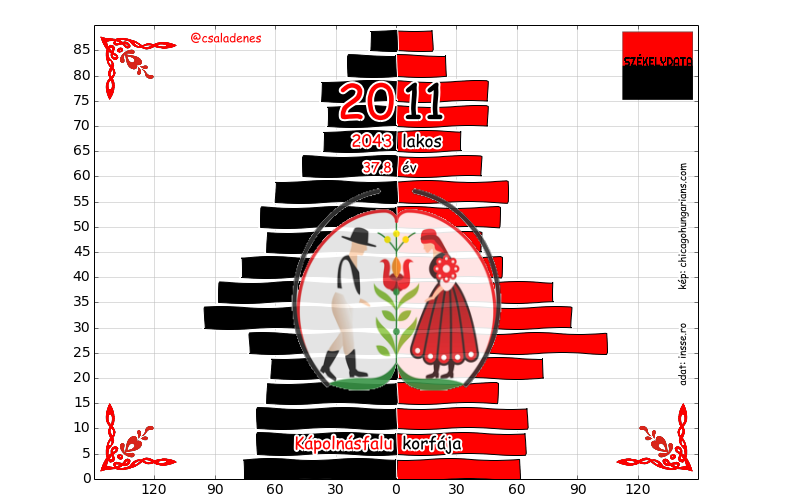 @csaladenes
SZÉKELYDATA
2011
2043 lakos
37.8 év
kép: chicagohungarians.com
adat: insse.ro
Kápolnásfalu korfája
85
80
75
70
65
60
55
50
45
40
35
30
25
20
15
10
5
0
120 90 60 30 0 30 60 90 120